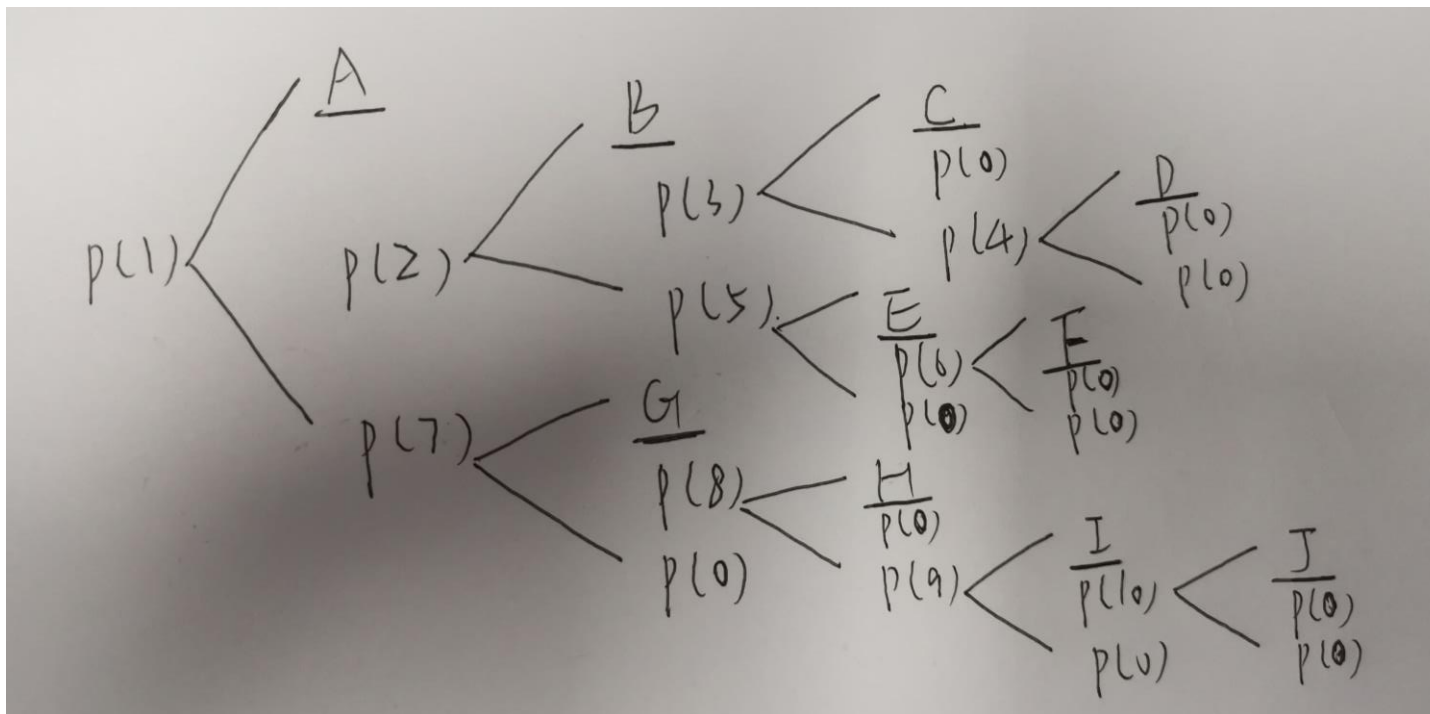 A
B
C
p(3)
p(0)
D
p(1)
p(2)
p(4)
p(0)
p(0)
p(5)
E
F
p(6)
p(0)
G
p(0)
p(0)
p(7)
p(8)
H
p(0)
I
J
p(0)
p(9)
p(10)
p(0)
p(0)
p(0)